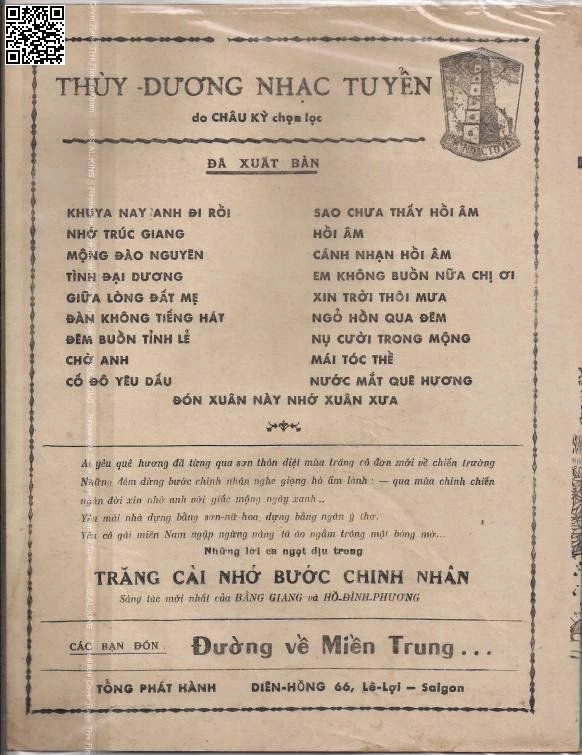 THÙY-DƯƠNG NHẠC TUYỂN
do CHÂU KỲ chọn lọc
NHẠC TUYỂN
ĐÃ XUẤT BẢN
KHUYA NAY ANH ĐI RỒI
NHỚ TRÚC GIANG
MỘNG ĐÀO NGUYÊN
TÌNH ĐẠI DƯƠNG
GIỮA LÒNG ĐẤT MẸ
ĐÀN KHÔNG TIẾNG HÁT
ĐÊM BUỒN TỈNH LẺ
CHỜ ANH
CỐ ĐÔ YÊU DẤU
SAO CHƯA THẤY HỒI ÂM
HỒI ÂM
CÁNH NHẠN HỒI ÂM
EM KHÔNG BUỒN NỮA CHỊ ƠI
XIN TRỜI THÔI MƯA
NGỎ HỒN QUA ĐÊM
NỤ CƯỜI TRONG MỘNG
MÁI TÓC THỀ
NƯỚC MẮT QUÊ HƯƠNG
ĐÓN XUÂN NÀY NHỚ XUÂN XƯA
Ai yêu quê hương đã từng qua sơn thôn diệt mùa trăng cô đơn mới về chiến trường
Những đêm dừng bước chinh nhân nghe giọng hò ấm lành : — qua mùa chinh chiến
ngàn đời xin nhờ anh với giấc mộng ngày xanh...
Yêu mái nhà dựng bằng sơn-nữ-hoa dựng bằng ngàn ý thơ.
Yêu cô gái miền Nam ngập ngừng nàng tà áo ngắm trông mặt bóng mờ...
Những lời ca ngọt dịu trong
TRĂNG CÀI NHỚ BƯỚC CHINH NHÂN
Sáng tác mới nhất của BĂNG GIANG và HỒ-ĐÌNH-PHƯƠNG
CÁC BẠN ĐÓN : Đường về Miền Trung...
TỔNG PHÁT HÀNH DIÊN-HỒNG 66, Lê-Lợi — Saigon